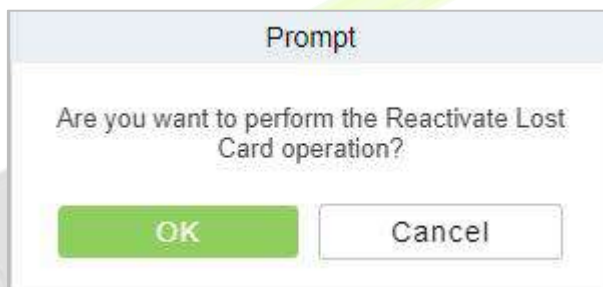 Prompt
Are you want to perform the Reactivate Lost
Card operation?
OK
Cancel